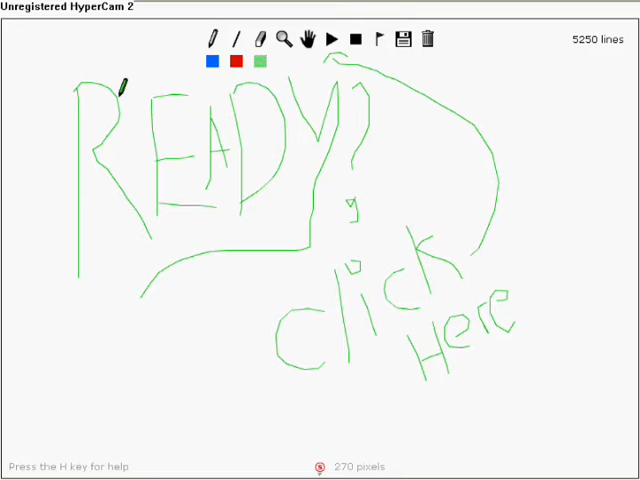 Unregistered HyperCam 2
5250 lines
READY?
Click
Here
Press the H key for help
270 pixels